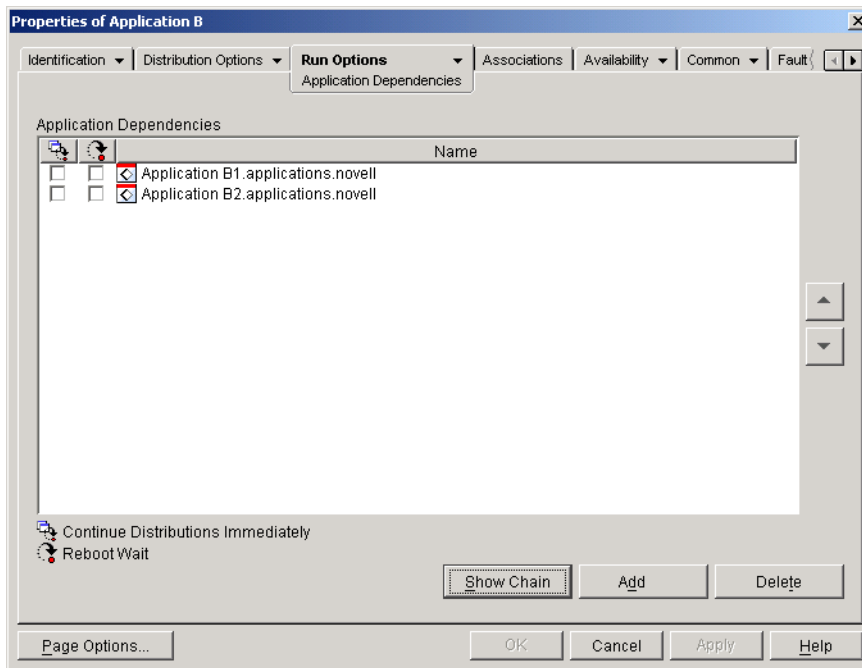 Properties of Application B
Identification Distribution Options Run Options Associations Availability Common Fault
Application Dependencies
Application Dependencies
Name
Application B1.applications.novell
Application B2.applications.novell
Continue Distributions Immediately
Reboot Wait
Show Chain Add Delete
Page Options... OK Cancel Apply Help